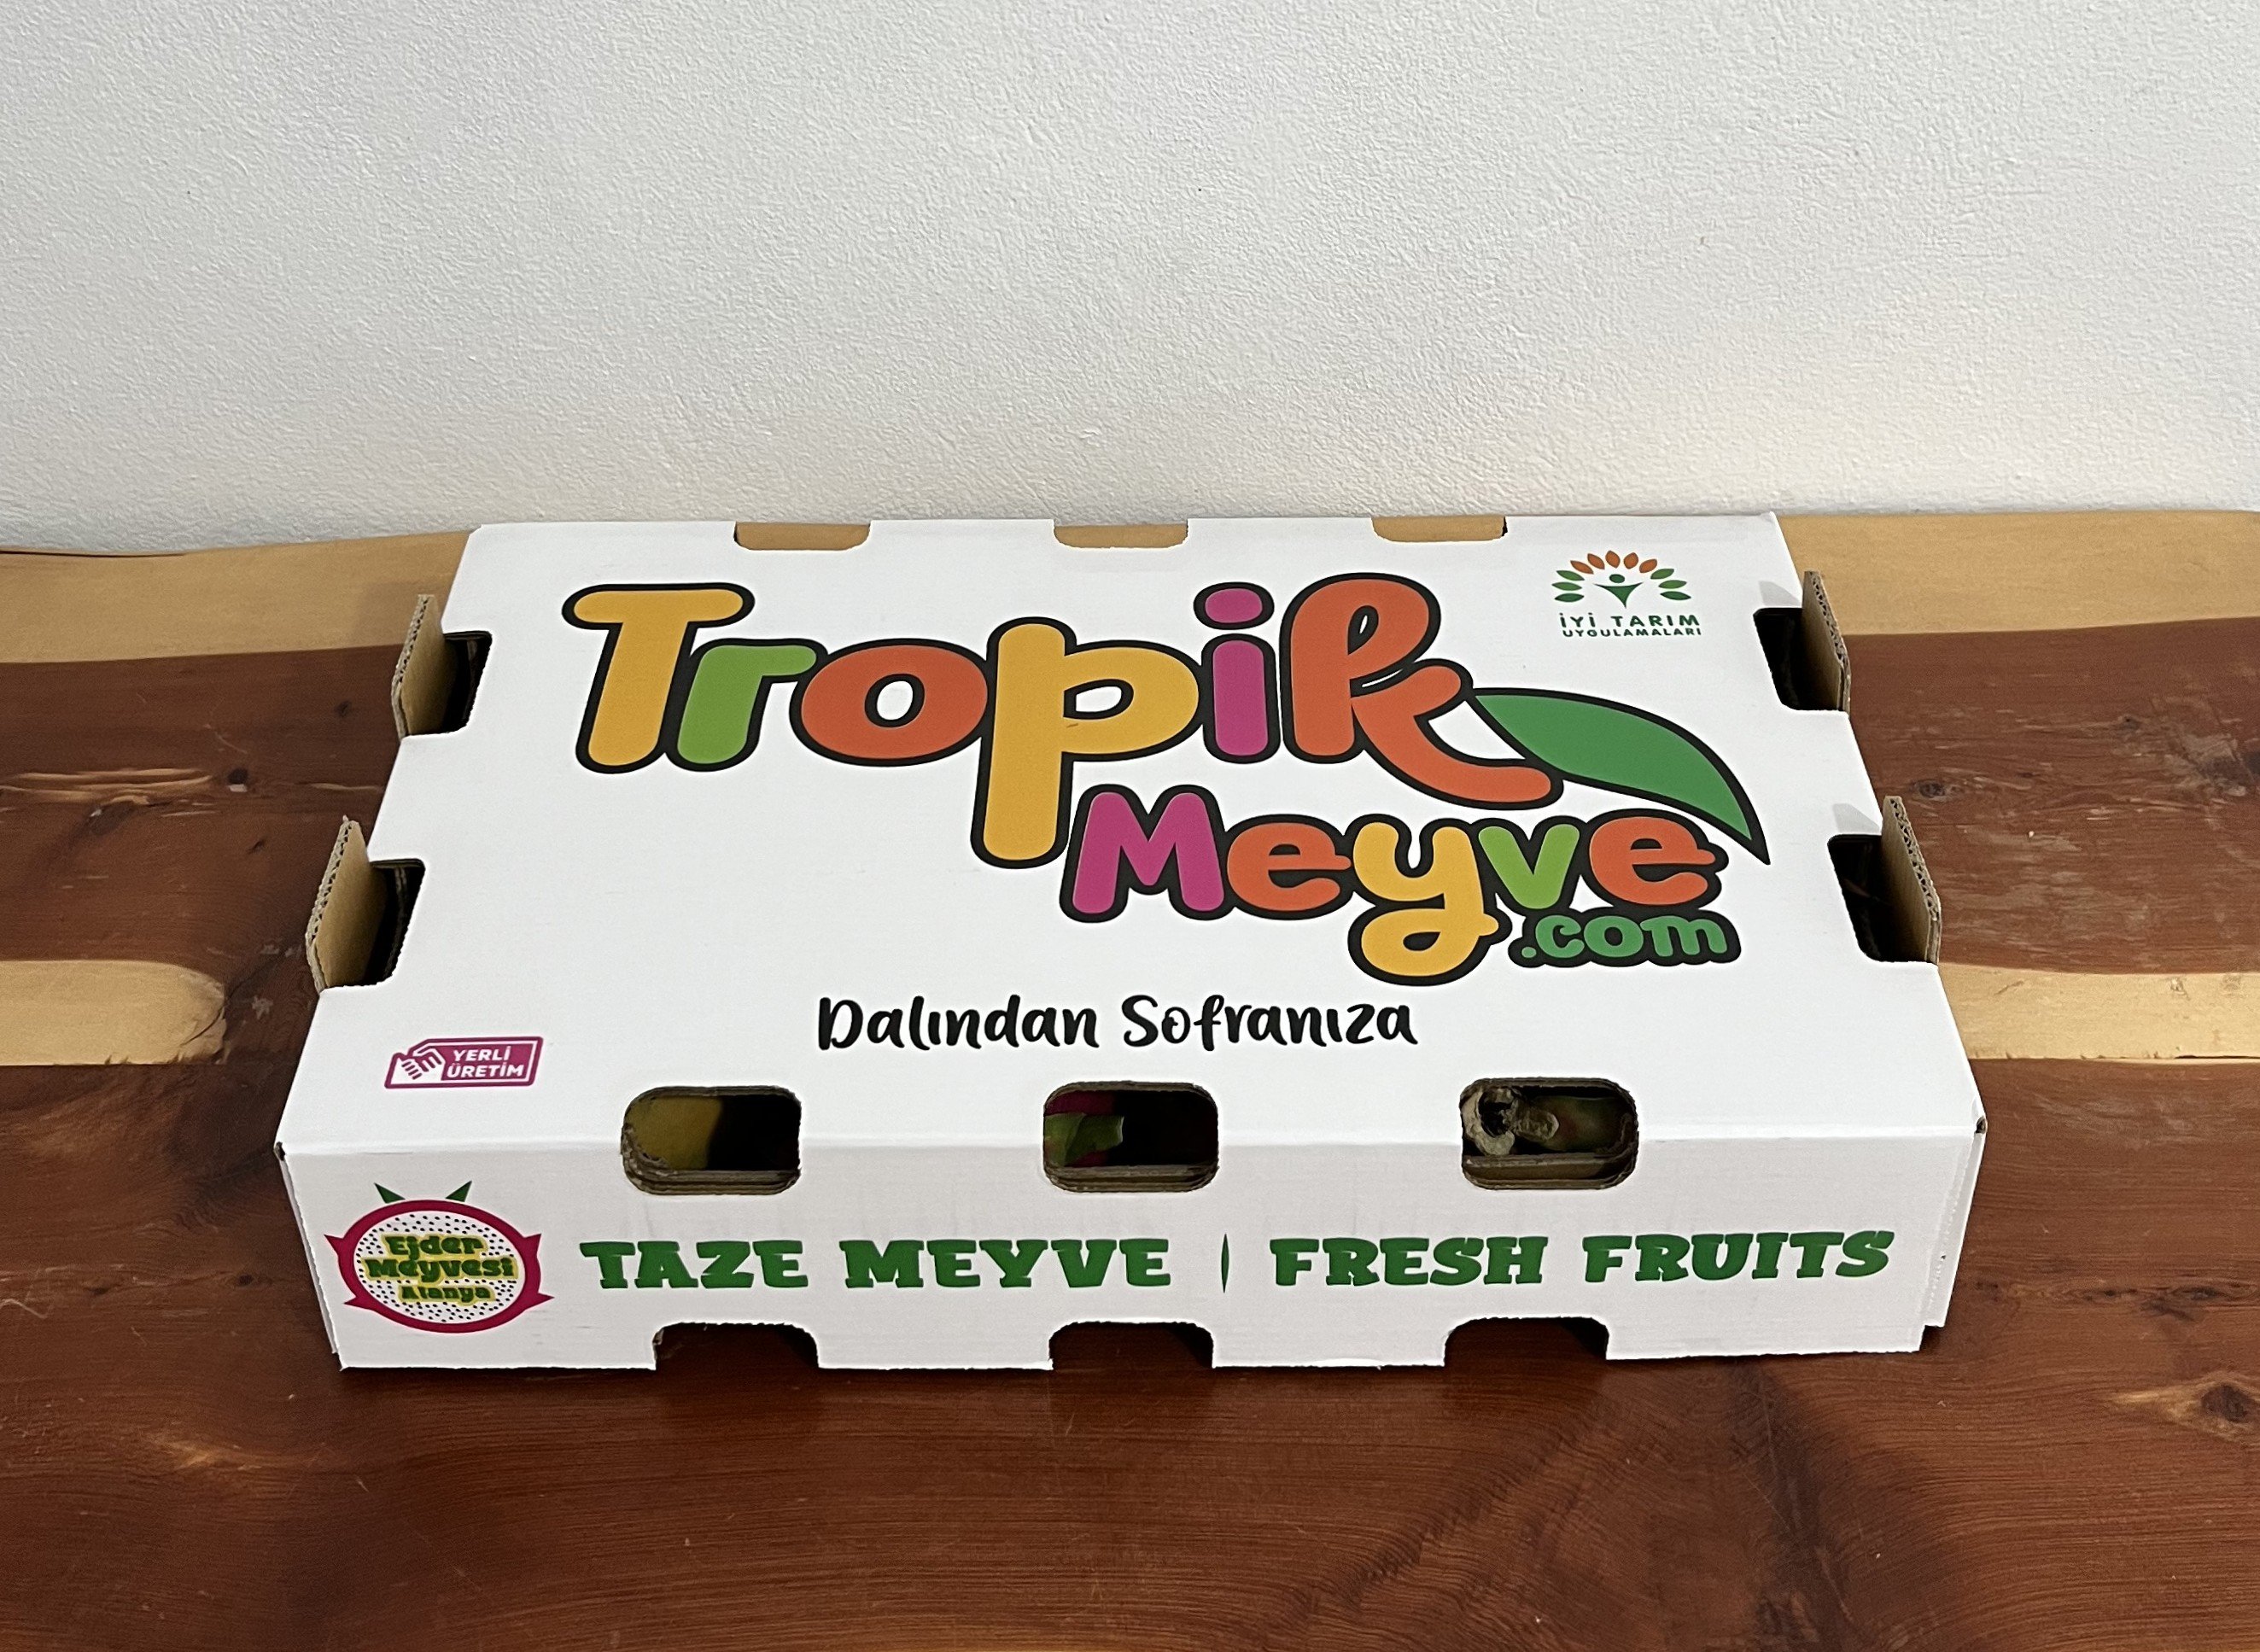 Tropik
Meyve
.com
İYİ TARIM
UYGULAMALARI
Dalından Sofranıza
YERLİ
ÜRETİM
Ejder
Meyvesi
Alanya
TAZE MEYVE | FRESH FRUITS